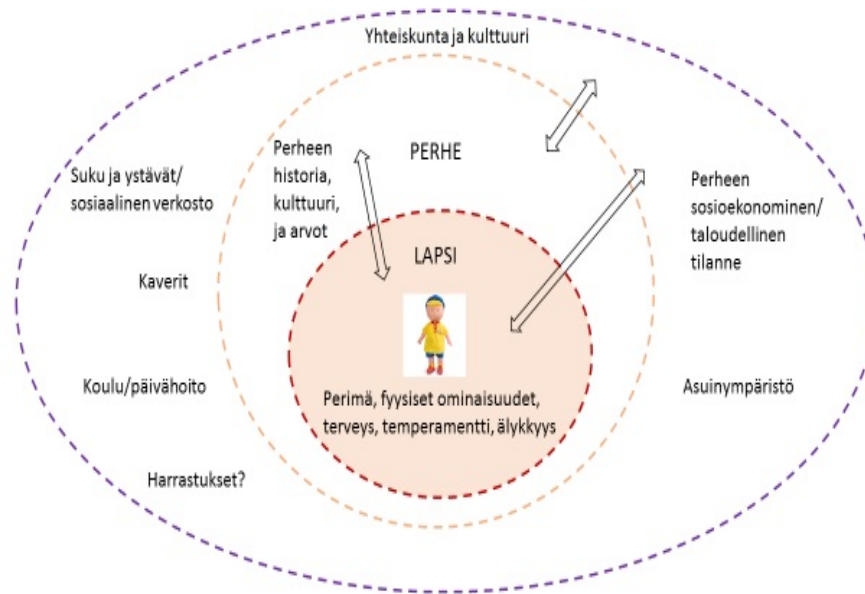 Yhteiskunta ja kulttuuri
Suku ja ystävät/
sosiaalinen verkosto
Kaverit
Koulu/päivähoito
Harrastukset?
Perheen
historia,
kulttuuri,
ja arvot
PERHE
LAPSI
Perimä, fyysiset ominaisuudet,
terveys, temperamentti, älykkyys
Perheen
sosioekonominen/
taloudellinen
tilanne
Asuinympäristö